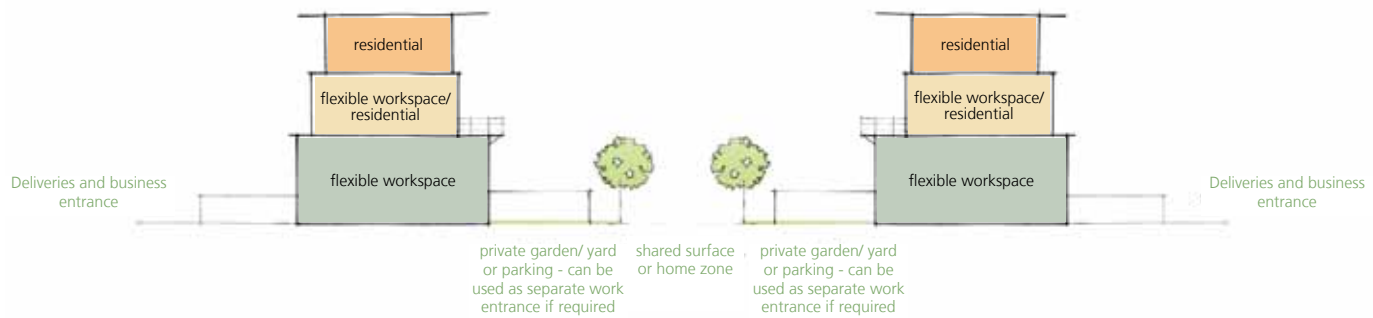 residential
flexible workspace/
residential
flexible workspace
Deliveries and business
entrance
private garden/ yard
or parking - can be
used as separate work
entrance if required
shared surface
or home zone
residential
flexible workspace/
residential
flexible workspace
private garden/ yard
or parking - can be
used as separate work
entrance if required
Deliveries and business
entrance